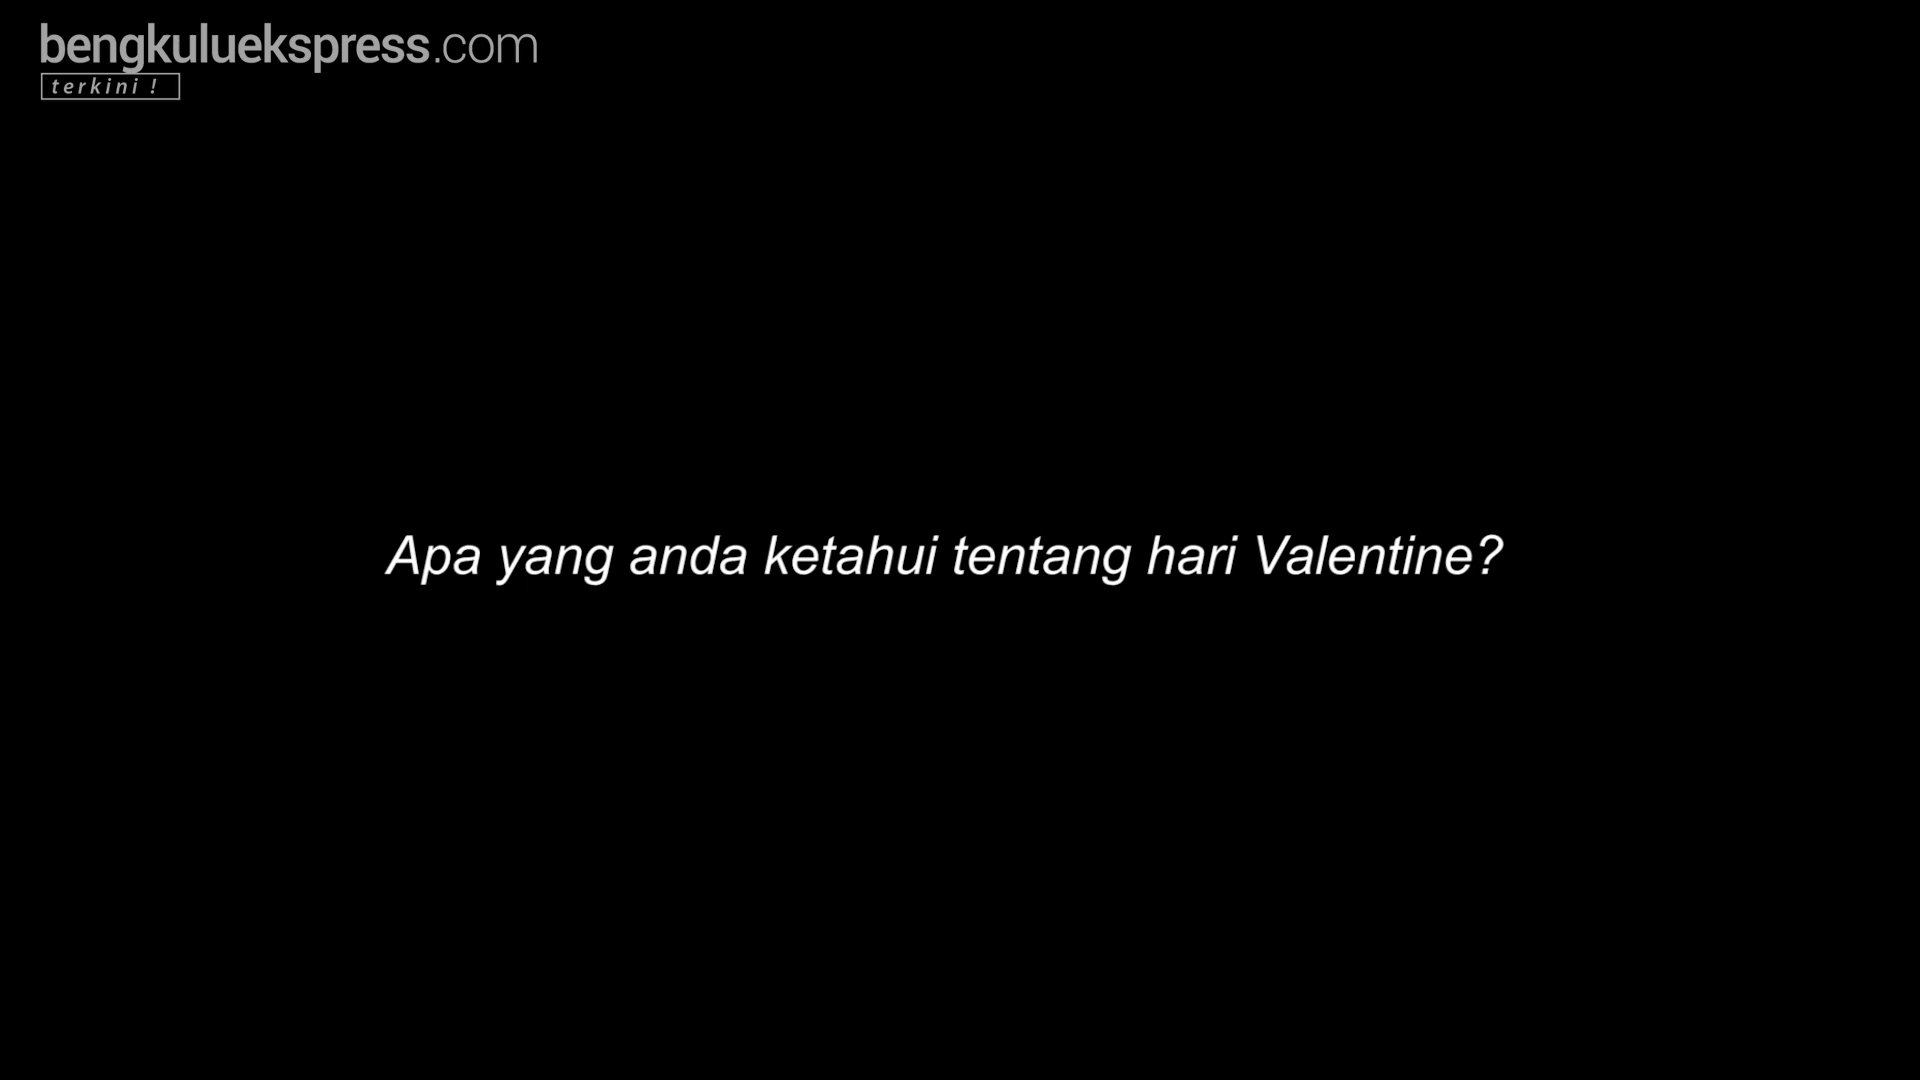 bengkuluekspress.com
terkini !
Apa yang anda ketahui tentang hari Valentine?